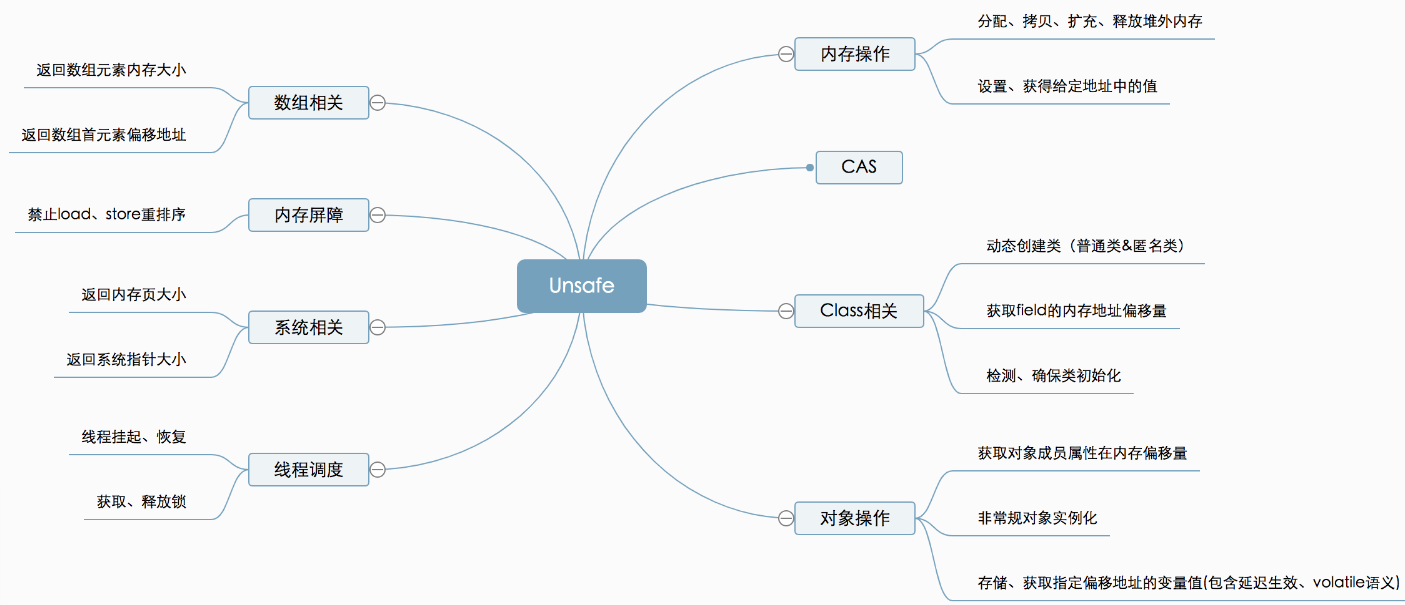 Unsafe
数组相关
返回数组元素内存大小
返回数组首元素偏移地址
内存屏障
禁止load、store重排序
系统相关
返回内存页大小
返回系统指针大小
线程调度
线程挂起、恢复
获取、释放锁
内存操作
分配、拷贝、扩充、释放堆外内存
设置、获得给定地址中的值
CAS
Class相关
动态创建类（普通类&匿名类）
获取field的内存地址偏移量
检测、确保类初始化
对象操作
获取对象成员属性在内存偏移量
非常规对象实例化
存储、获取指定偏移地址的变量值(包含延迟生效、volatile语义)